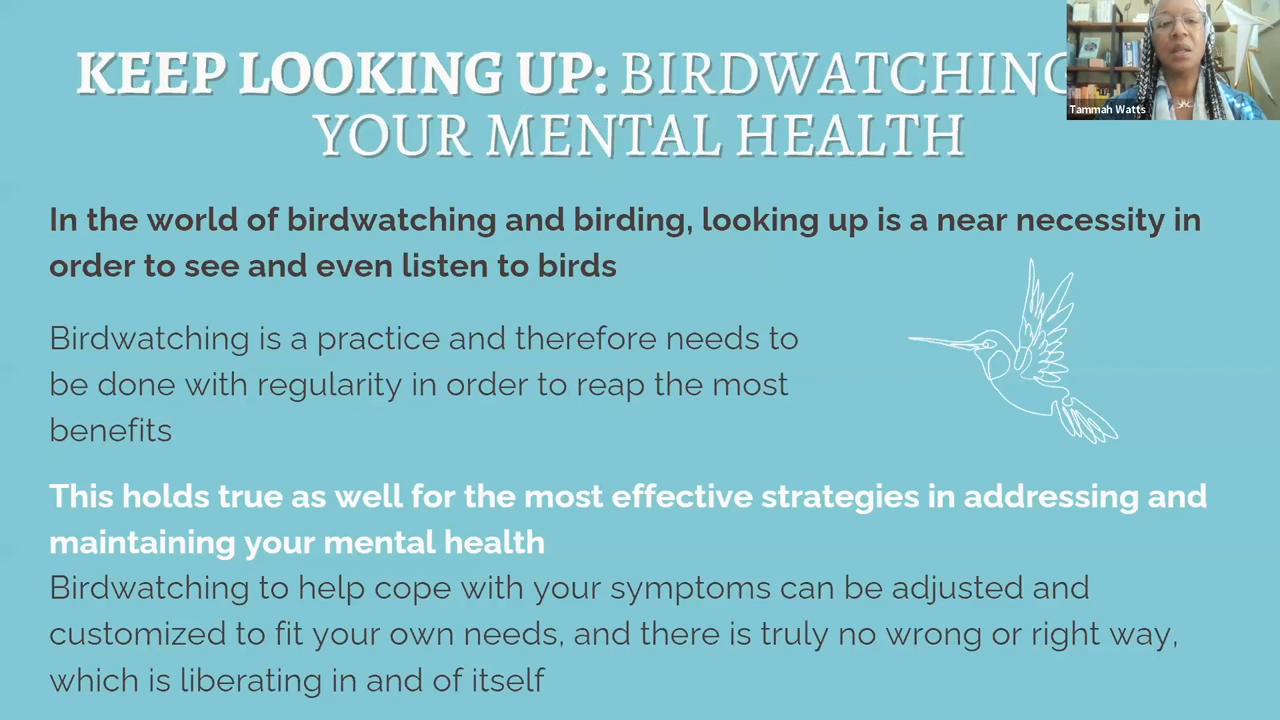 KEEP LOOKING UP: BIRDWATCHING
YOUR MENTAL HEALTH
Tammah Watts
In the world of birdwatching and birding, looking up is a near necessity in
order to see and even listen to birds
Birdwatching is a practice and therefore needs to
be done with regularity in order to reap the most
benefits
This holds true as well for the most effective strategies in addressing and
maintaining your mental health
Birdwatching to help cope with your symptoms can be adjusted and
customized to fit your own needs, and there is truly no wrong or right way,
which is liberating in and of itself